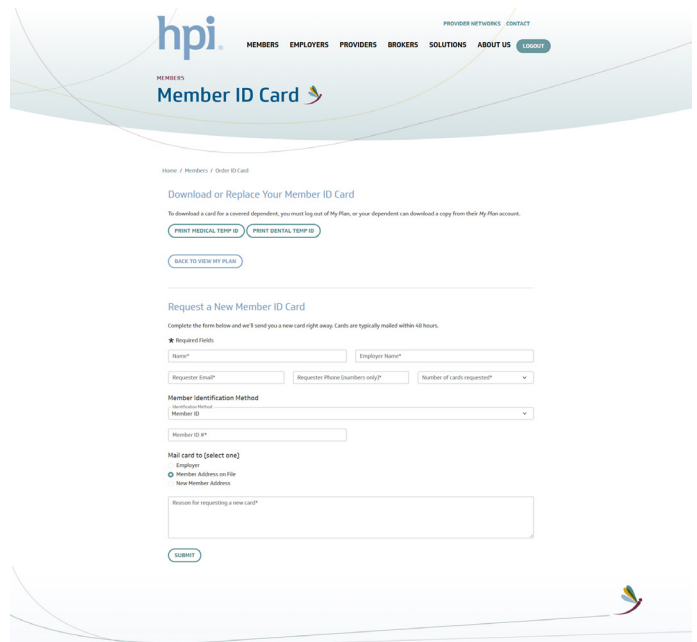 hpi.
PROVIDER NETWORKS CONTACT
MEMBERS EMPLOYERS PROVIDERS BROKERS SOLUTIONS ABOUT US LOGOUT
MEMBERS
Member ID Card
Home / Members / Order ID Card
Download or Replace Your Member ID Card
To download a card for a covered dependent, you must log out of My Plan, or your dependent can download a copy from their My Plan account.
PRINT MEDICAL TEMP ID PRINT DENTAL TEMP ID
BACK TO VIEW MY PLAN
Request a New Member ID Card
Complete the form below and we'll send you a new card right away. Cards are typically mailed within 48 hours.
★ Required Fields
Name* Employer Name*
Requester Email* Requester Phone (numbers only)* Number of cards requested*
Member Identification Method
Identification Method
Member ID
Member ID #*
Mail card to (select one)
Employer
Member Address on File
New Member Address
Reason for requesting a new card*
SUBMIT